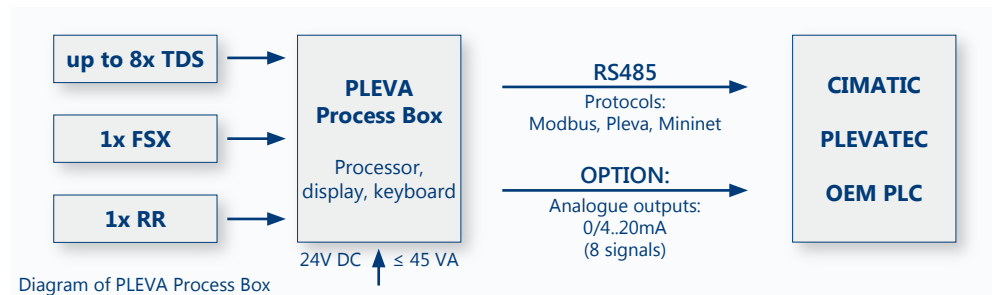 up to 8x TDS
1x FSX
1x RR
PLEVA
Process Box
Processor,
display, keyboard
24V DC ≤ 45 VA
RS485
Protocols:
Modbus, Pleva, Mininet
OPTION:
Analogue outputs:
0/4..20mA
(8 signals)
CIMATIC
PLEVATEC
OEM PLC
Diagram of PLEVA Process Box